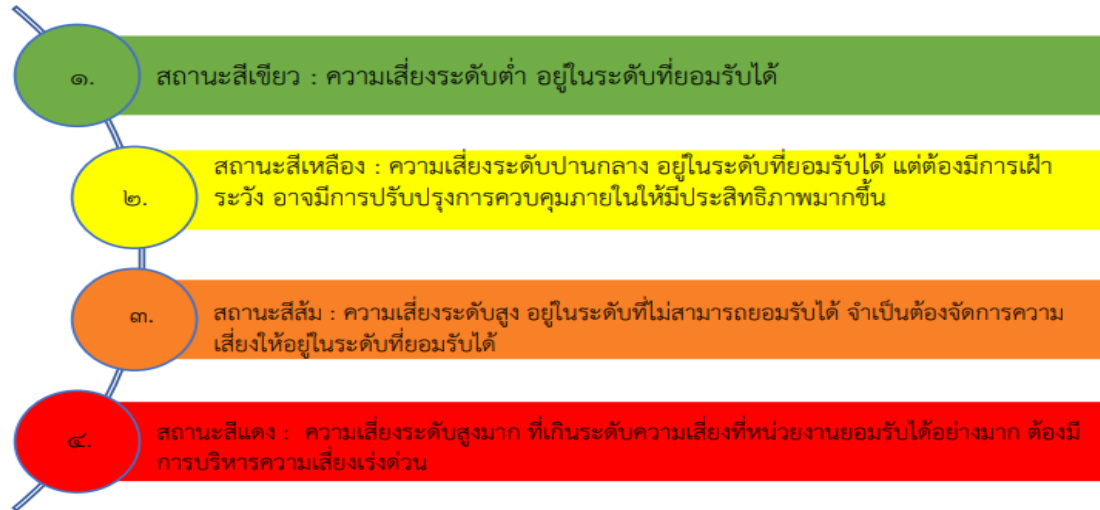 ๑. สถานะสีเขียว : ความเสี่ยงระดับต่ำ อยู่ในระดับที่ยอมรับได้
๒. สถานะสีเหลือง : ความเสี่ยงระดับปานกลาง อยู่ในระดับที่ยอมรับได้ แต่ต้องมีการเฝ้า
ระวัง อาจมีการปรับปรุงการควบคุมภายในให้มีประสิทธิภาพมากขึ้น
๓. สถานะสีส้ม : ความเสี่ยงระดับสูง อยู่ในระดับที่ไม่สามารถยอมรับได้ จำเป็นต้องจัดการความ
เสี่ยงให้อยู่ในระดับที่ยอมรับได้
๔. สถานะสีแดง : ความเสี่ยงระดับสูงมาก ที่เกินระดับความเสี่ยงที่หน่วยงานยอมรับได้อย่างมาก ต้องมี
การบริหารความเสี่ยงเร่งด่วน